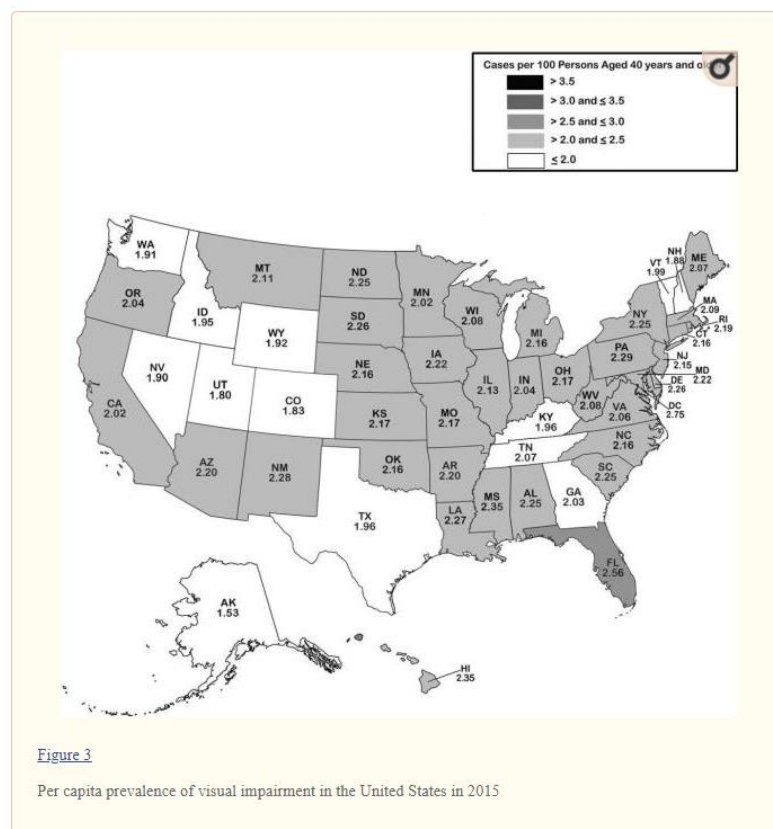 Cases per 100 Persons Aged 40 years and
> 3.5
> 3.0 and ≤ 3.5
> 2.5 and ≤ 3.0
> 2.0 and ≤ 2.5
≤ 2.0
WA
1.91
OR
2.04
ID
1.95
MT
2.11
ND
2.25
SD
2.26
WY
1.92
NE
2.16
NV
1.90
UT
1.80
CO
1.83
KS
2.17
CA
2.02
AZ
2.20
NM
2.28
OK
2.16
TX
1.96
MN
2.02
IA
2.22
MO
2.17
AR
2.20
LA
2.27
WI
2.08
IL
2.13
MI
2.16
IN
2.04
OH
2.17
KY
1.96
TN
2.07
MS
2.35
AL
2.25
GA
2.03
FL
2.56
SC
2.25
NC
2.16
VA
2.06
WV
2.08
PA
2.29
NY
2.25
VT
1.99
NH
1.88
ME
2.07
MA
2.09
RI
2.19
CT
2.16
NJ
2.15
MD
2.22
DE
2.26
DC
2.75
AK
1.53
HI
2.35
Figure 3
Per capita prevalence of visual impairment in the United States in 2015